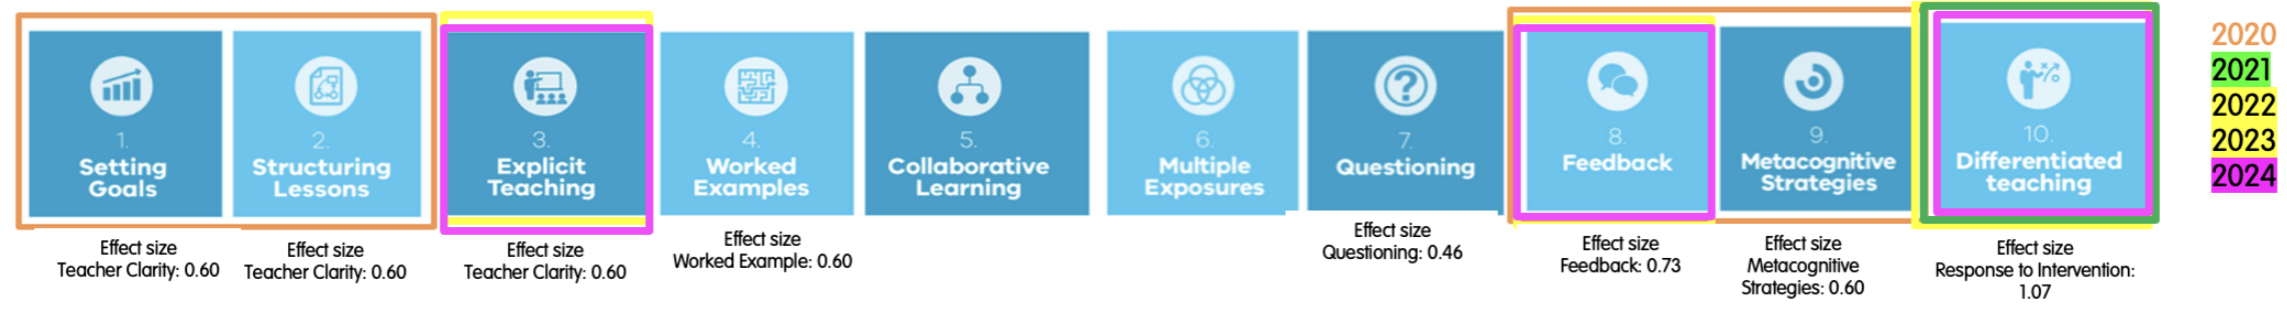 1.
Setting
Goals
2.
Structuring
Lessons
3.
Explicit
Teaching
4.
Worked
Examples
5.
Collaborative
Learning
6.
Multiple
Exposures
7.
Questioning
8.
Feedback
9.
Metacognitive
Strategies
10.
Differentiated
teaching
2020
2021
2022
2023
2024
Effect size
Teacher Clarity: 0.60
Effect size
Teacher Clarity: 0.60
Effect size
Teacher Clarity: 0.60
Effect size
Worked Example: 0.60
Effect size
Questioning: 0.46
Effect size
Feedback: 0.73
Effect size
Metacognitive
Strategies: 0.60
Effect size
Response to Intervention:
1.07